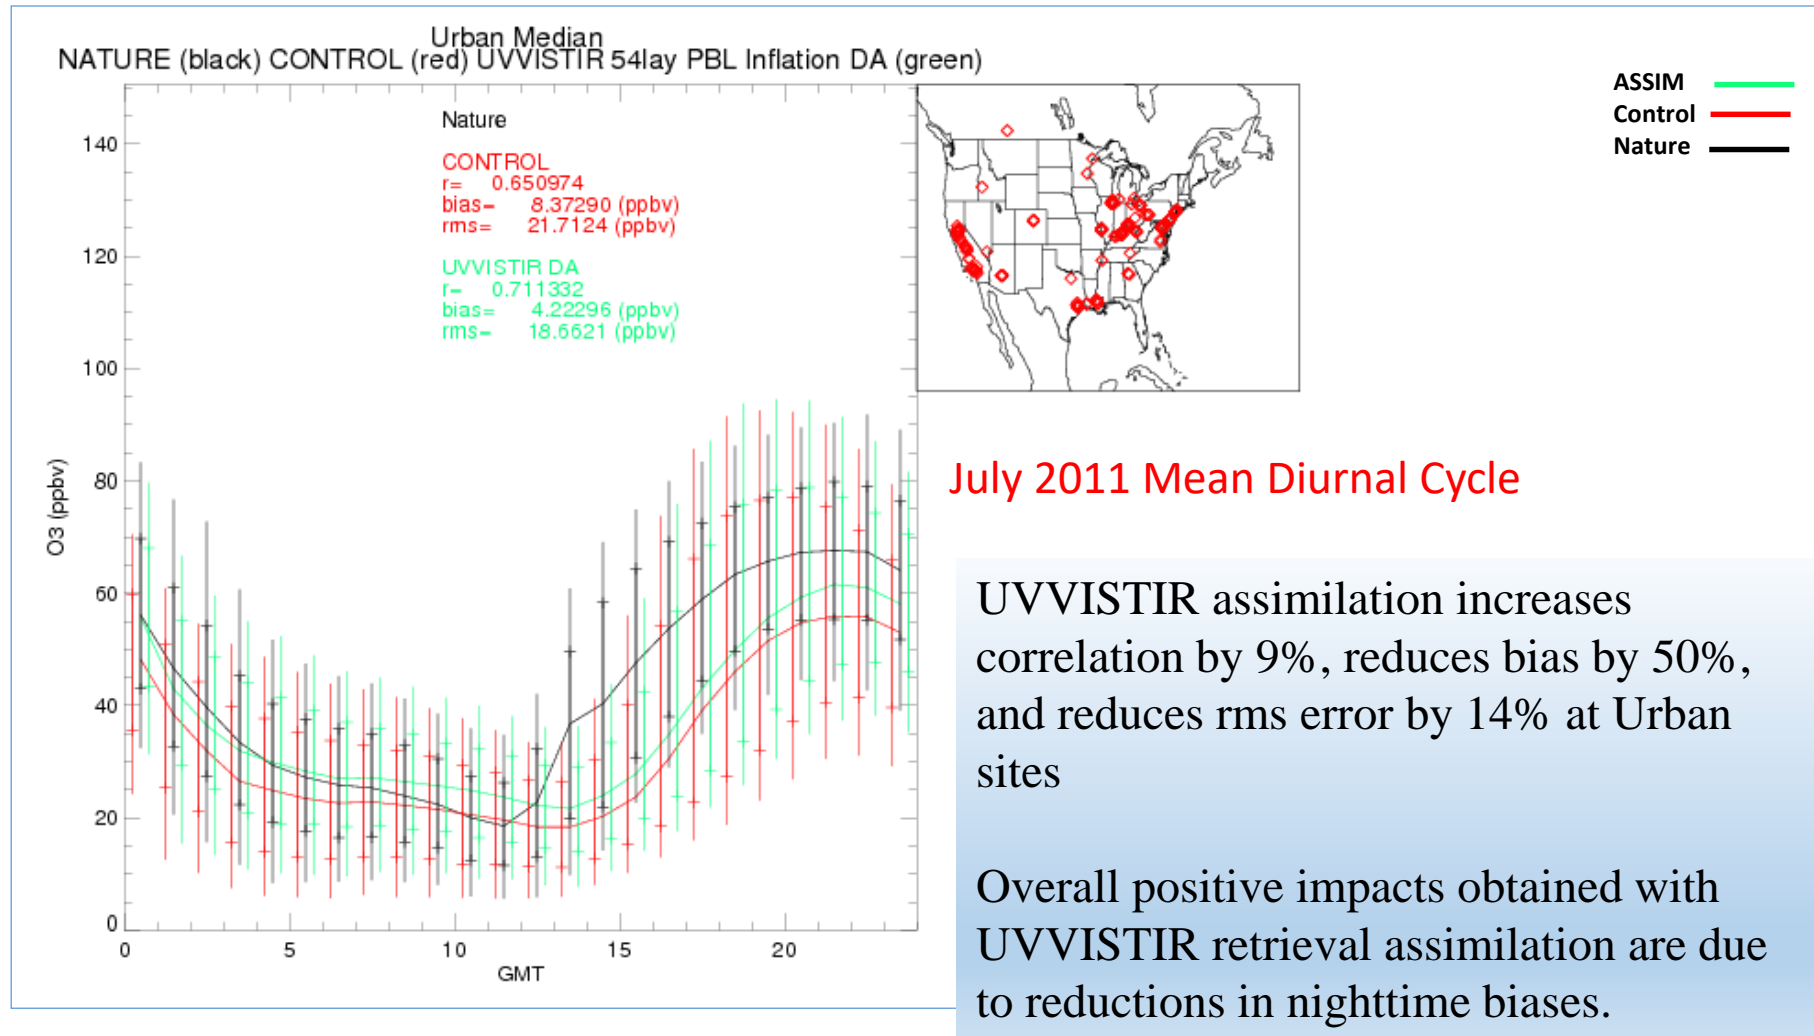 Urban Median
NATURE (black) CONTROL (red) UVVISTIR 54lay PBL Inflation DA (green)
ASSIM
Control
Nature
Nature
CONTROL
r= 0.650974
bias= 8.37290 (ppbv)
rms= 21.7124 (ppbv)
UVVISTIR DA
r= 0.711332
bias= 4.22296 (ppbv)
rms= 18.6621 (ppbv)
140
120
100
80
60
40
20
0
O3 (ppbv)
0 5 10 15 20
GMT
July 2011 Mean Diurnal Cycle
UVVISTIR assimilation increases
correlation by 9%, reduces bias by 50%,
and reduces rms error by 14% at Urban
sites
Overall positive impacts obtained with
UVVISTIR retrieval assimilation are due
to reductions in nighttime biases.